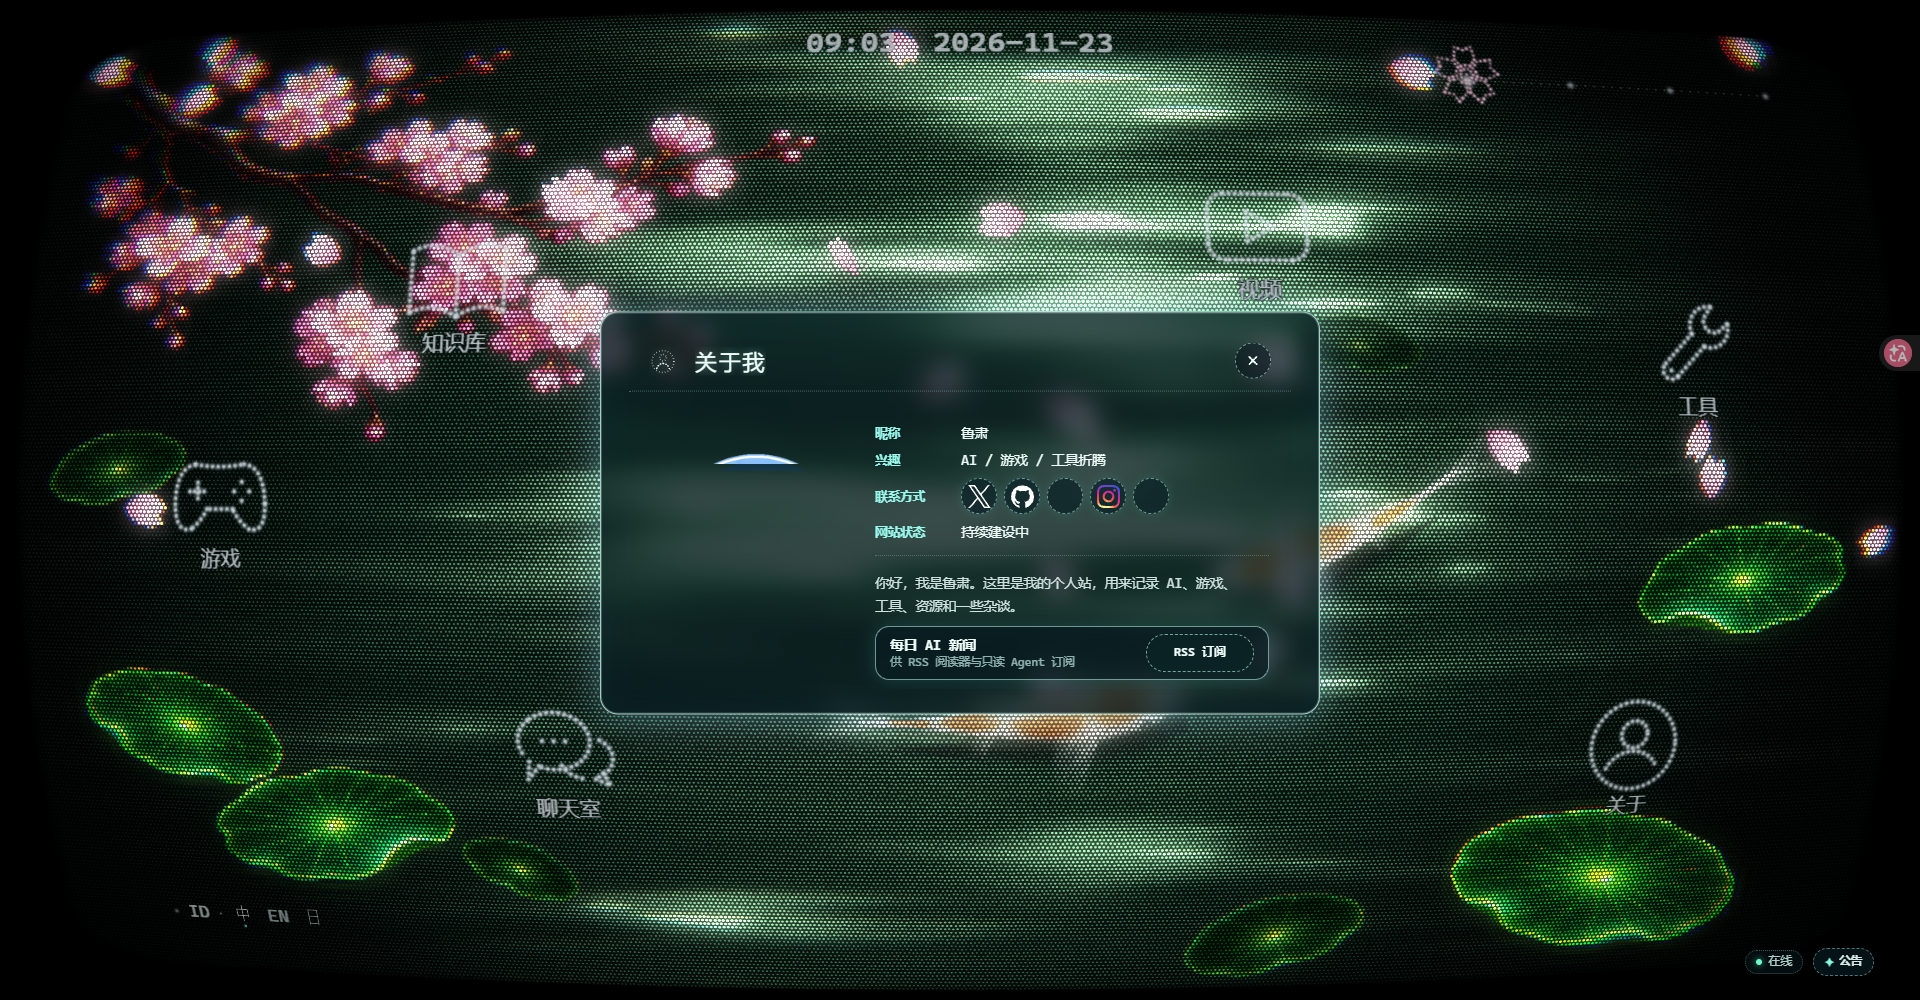 09:03 2026-11-23
视频
知识库
工具
游戏
聊天室
关于
关于我
昵称 鲁肃
兴趣 AI / 游戏 / 工具折腾
联系方式
网站状态 持续建设中
你好，我是鲁肃。这里是我的个人站，用来记录 AI、游戏、
工具、资源和一些杂谈。
每日 AI 新闻
供 RSS 阅读器与只读 Agent 订阅
RSS 订阅
ID · 中 EN 日
在线
公告